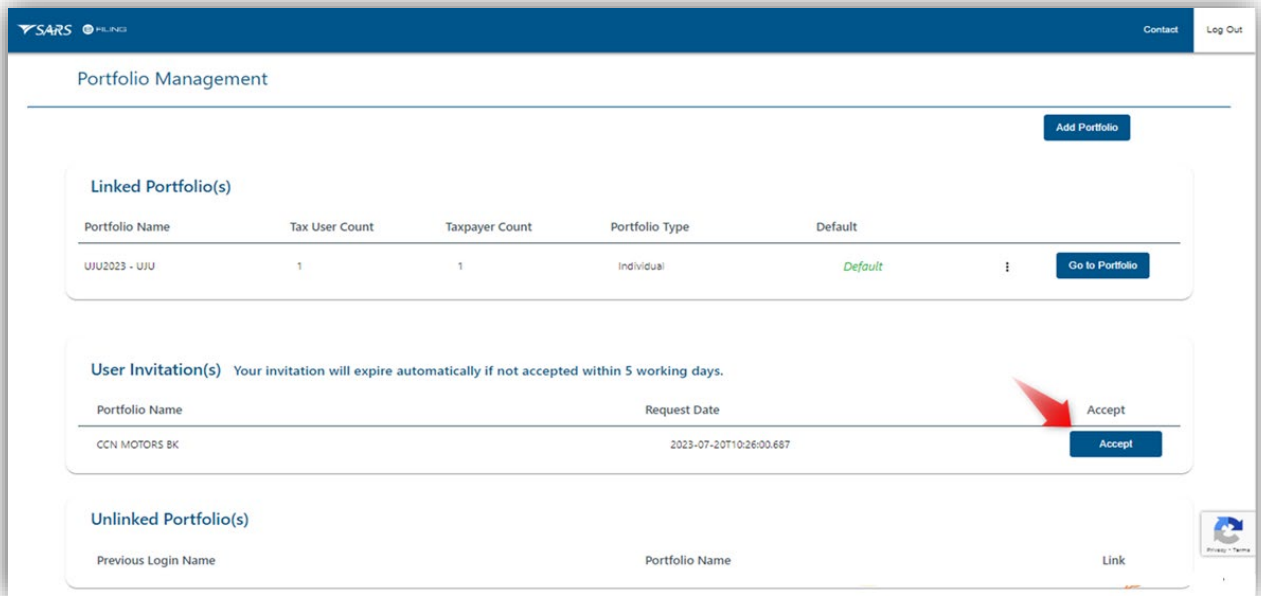 SARS eFILING
Contact
Log Out
Portfolio Management
Add Portfolio
Linked Portfolio(s)
Portfolio Name Tax User Count Taxpayer Count Portfolio Type Default
UJU2023 - UJU 1 1 Individual Default Go to Portfolio
User Invitation(s) Your invitation will expire automatically if not accepted within 5 working days.
Portfolio Name Request Date Accept
CCN MOTORS BK 2023-07-20T10:26:00.687 Accept
Unlinked Portfolio(s)
Previous Login Name Portfolio Name Link
Privacy - Terms